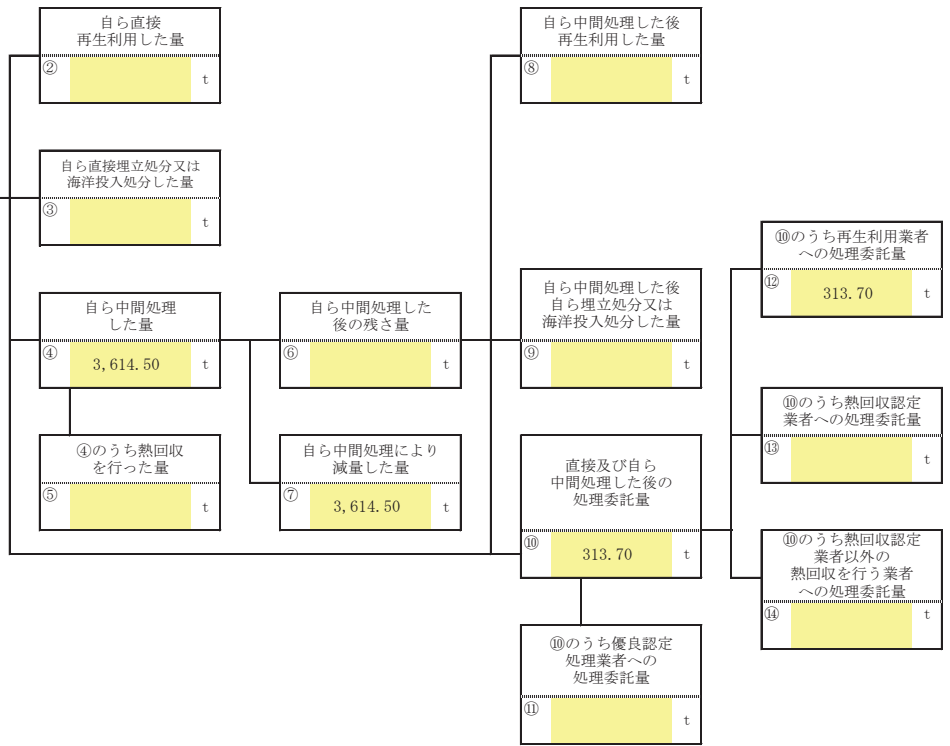 自ら直接
再生利用した量
②
t
自ら直接埋立処分又は
海洋投入処分した量
③
t
自ら中間処理
した量
④
3,614.50
t
④のうち熱回収
を行った量
⑤
t
自ら中間処理した
後の残さ量
⑥
t
自ら中間処理により
減量した量
⑦
3,614.50
t
自ら中間処理した後
再生利用した量
⑧
t
自ら中間処理した後
自ら埋立処分又は
海洋投入処分した量
⑨
t
直接及び自ら
中間処理した後の
処理委託量
⑩
313.70
t
⑩のうち優良認定
処理業者への
処理委託量
⑪
t
⑩のうち再生利用業者
への処理委託量
⑫
313.70
t
⑩のうち熱回収認定
業者への処理委託量
⑬
t
⑩のうち熱回収認定
業者以外の
熱回収を行う業者
への処理委託量
⑭
t